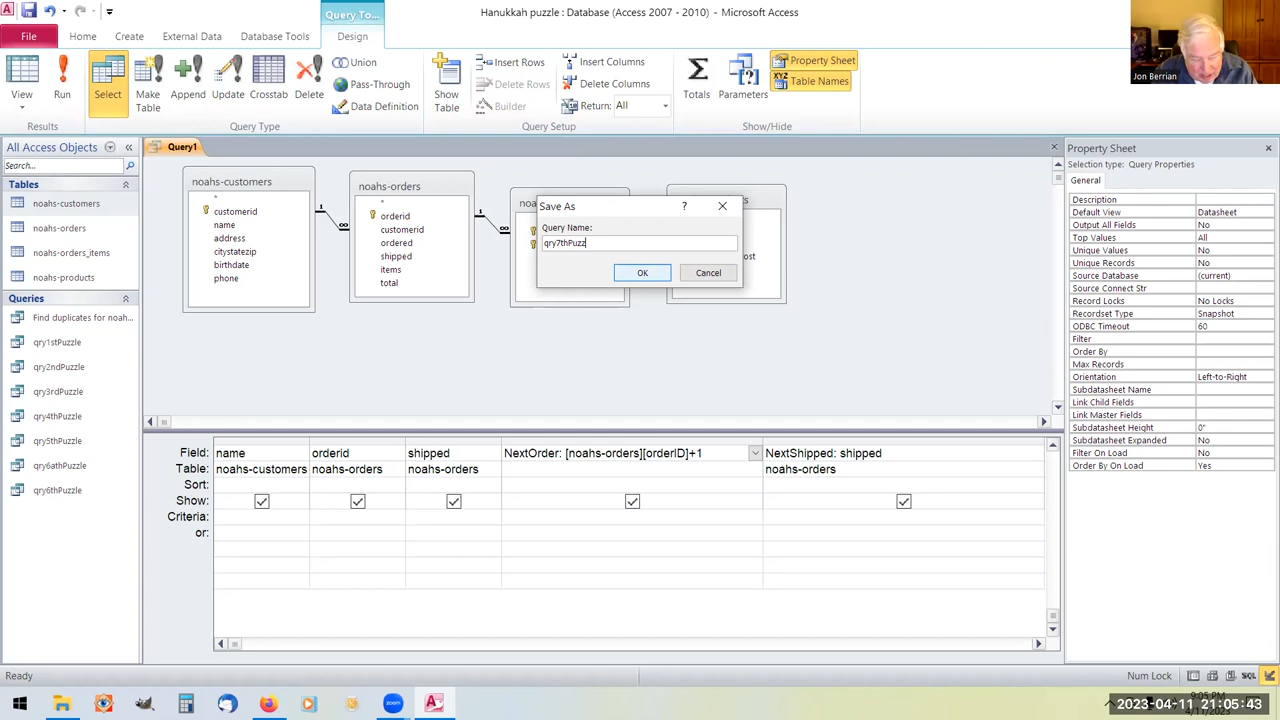 Hanukkah puzzle : Database (Access 2007 - 2010) - Microsoft Access
Query To...
File
Home
Create
External Data
Database Tools
Design
View
Run
Select
Make Table
Append
Update
Crosstab
Delete
Union
Pass-Through
Data Definition
Show Table
Insert Rows
Delete Rows
Builder
Insert Columns
Delete Columns
Return: All
Totals
Parameters
Property Sheet
Table Names
Results
Query Type
Query Setup
Show/Hide
Jon Berrian
All Access Objects
Search...
Tables
noahs-customers
noahs-orders
noahs-orders_items
noahs-products
Queries
Find duplicates for noah...
qry1stPuzzle
qry2ndPuzzle
qry3rdPuzzle
qry4thPuzzle
qry5thPuzzle
qry6athPuzzle
qry6thPuzzle
Query1
noahs-customers
*
customerid
name
address
citystatezip
birthdate
phone
1
∞
noahs-orders
*
orderid
customerid
ordered
shipped
items
total
1
∞
Save As
?
Query Name:
qry7thPuzz
OK
Cancel
Field: name orderid shipped NextOrder: [noahs-orders][orderID]+1 NextShipped: shipped
Table: noahs-customers noahs-orders noahs-orders noahs-orders
Sort:
Show:
Criteria:
or:
Property Sheet
Selection type: Query Properties
General
Description
Default View Datasheet
Output All Fields No
Top Values All
Unique Values No
Unique Records No
Source Database (current)
Source Connect Str
Record Locks No Locks
Recordset Type Snapshot
ODBC Timeout 60
Filter
Order By
Max Records
Orientation Left-to-Right
Subdatasheet Name
Link Child Fields
Link Master Fields
Subdatasheet Height 0"
Subdatasheet Expanded No
Filter On Load No
Order By On Load Yes
Ready
Num Lock
SQL
zoom
2023-04-11 21:05:43